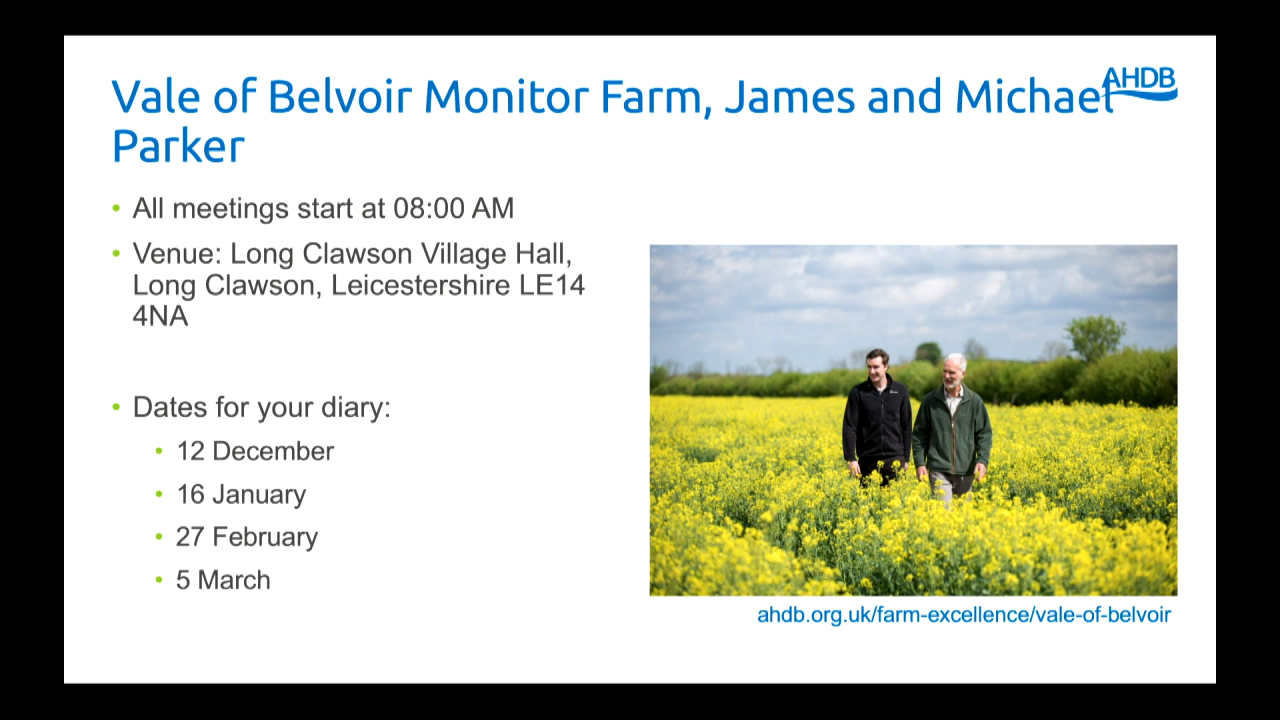 Vale of Belvoir Monitor Farm, James and Michael
Parker
AHDB
• All meetings start at 08:00 AM
• Venue: Long Clawson Village Hall,
Long Clawson, Leicestershire LE14
4NA
• Dates for your diary:
• 12 December
• 16 January
• 27 February
• 5 March
ahdb.org.uk/farm-excellence/vale-of-belvoir